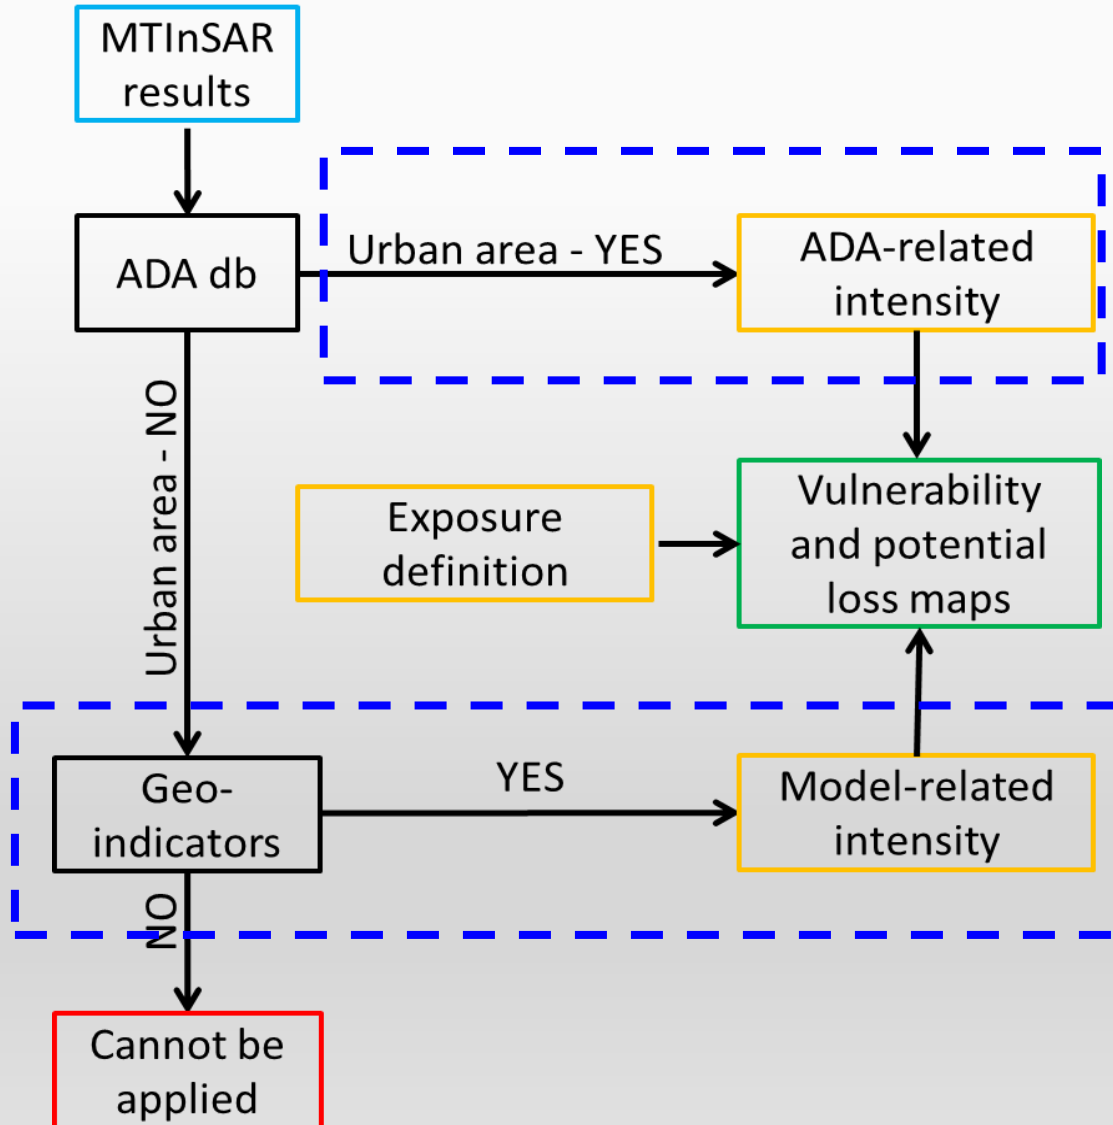 MTInSAR
results
ADA db
Urban area - YES
ADA-related
intensity
Urban area - NO
Exposure
definition
Vulnerability
and potential
loss maps
Geo-
indicators
YES
Model-related
intensity
NO
Cannot be
applied